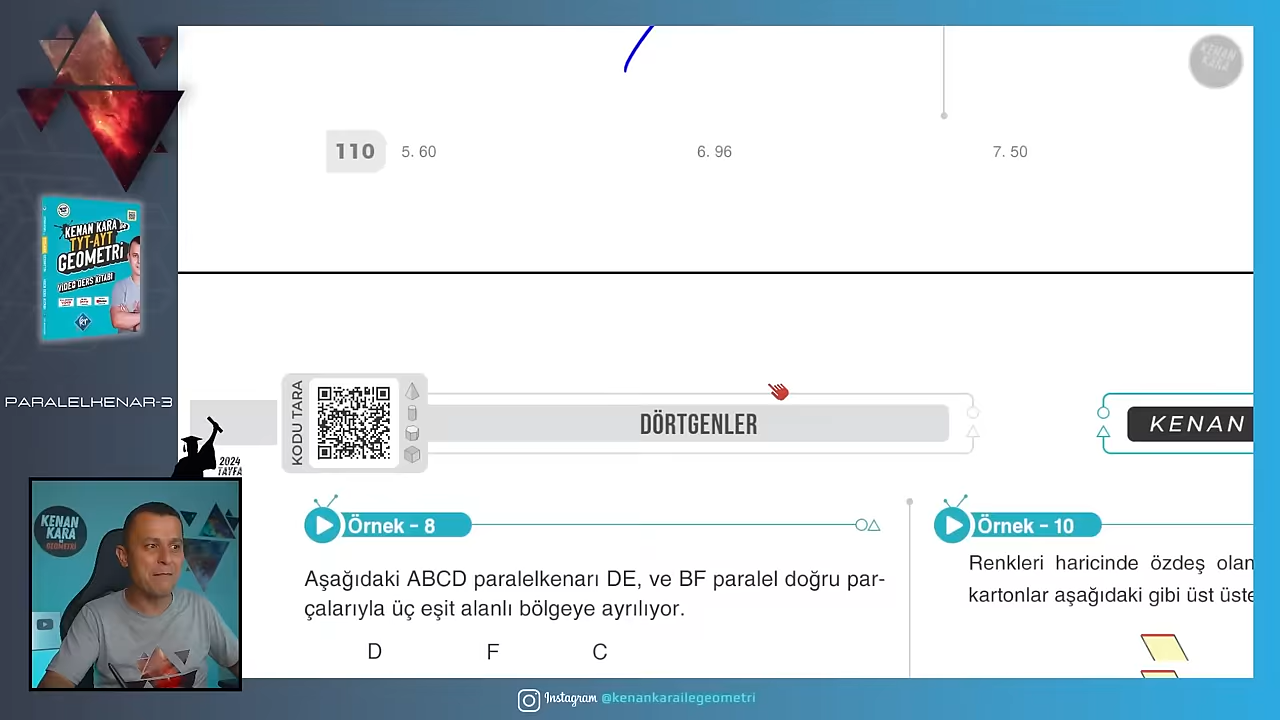 KENAN KARA
110
5. 60
6. 96
7. 50
KENAN KARA
TYT-AYT
GEOMETRİ
VİDEO DERS KİTABI
PARALELKENAR-3
2024
TAYFA
KODU TARA
DÖRTGENLER
KENAN
KENAN
KARA
GEOMETRİ
Örnek - 8
Aşağıdaki ABCD paralelkenarı DE, ve BF paralel doğru par-
çalarıyla üç eşit alanlı bölgeye ayrılıyor.
D F C
Örnek - 10
Renkleri haricinde özdeş olan
kartonlar aşağıdaki gibi üst üste
Instagram @kenankarailegeometri